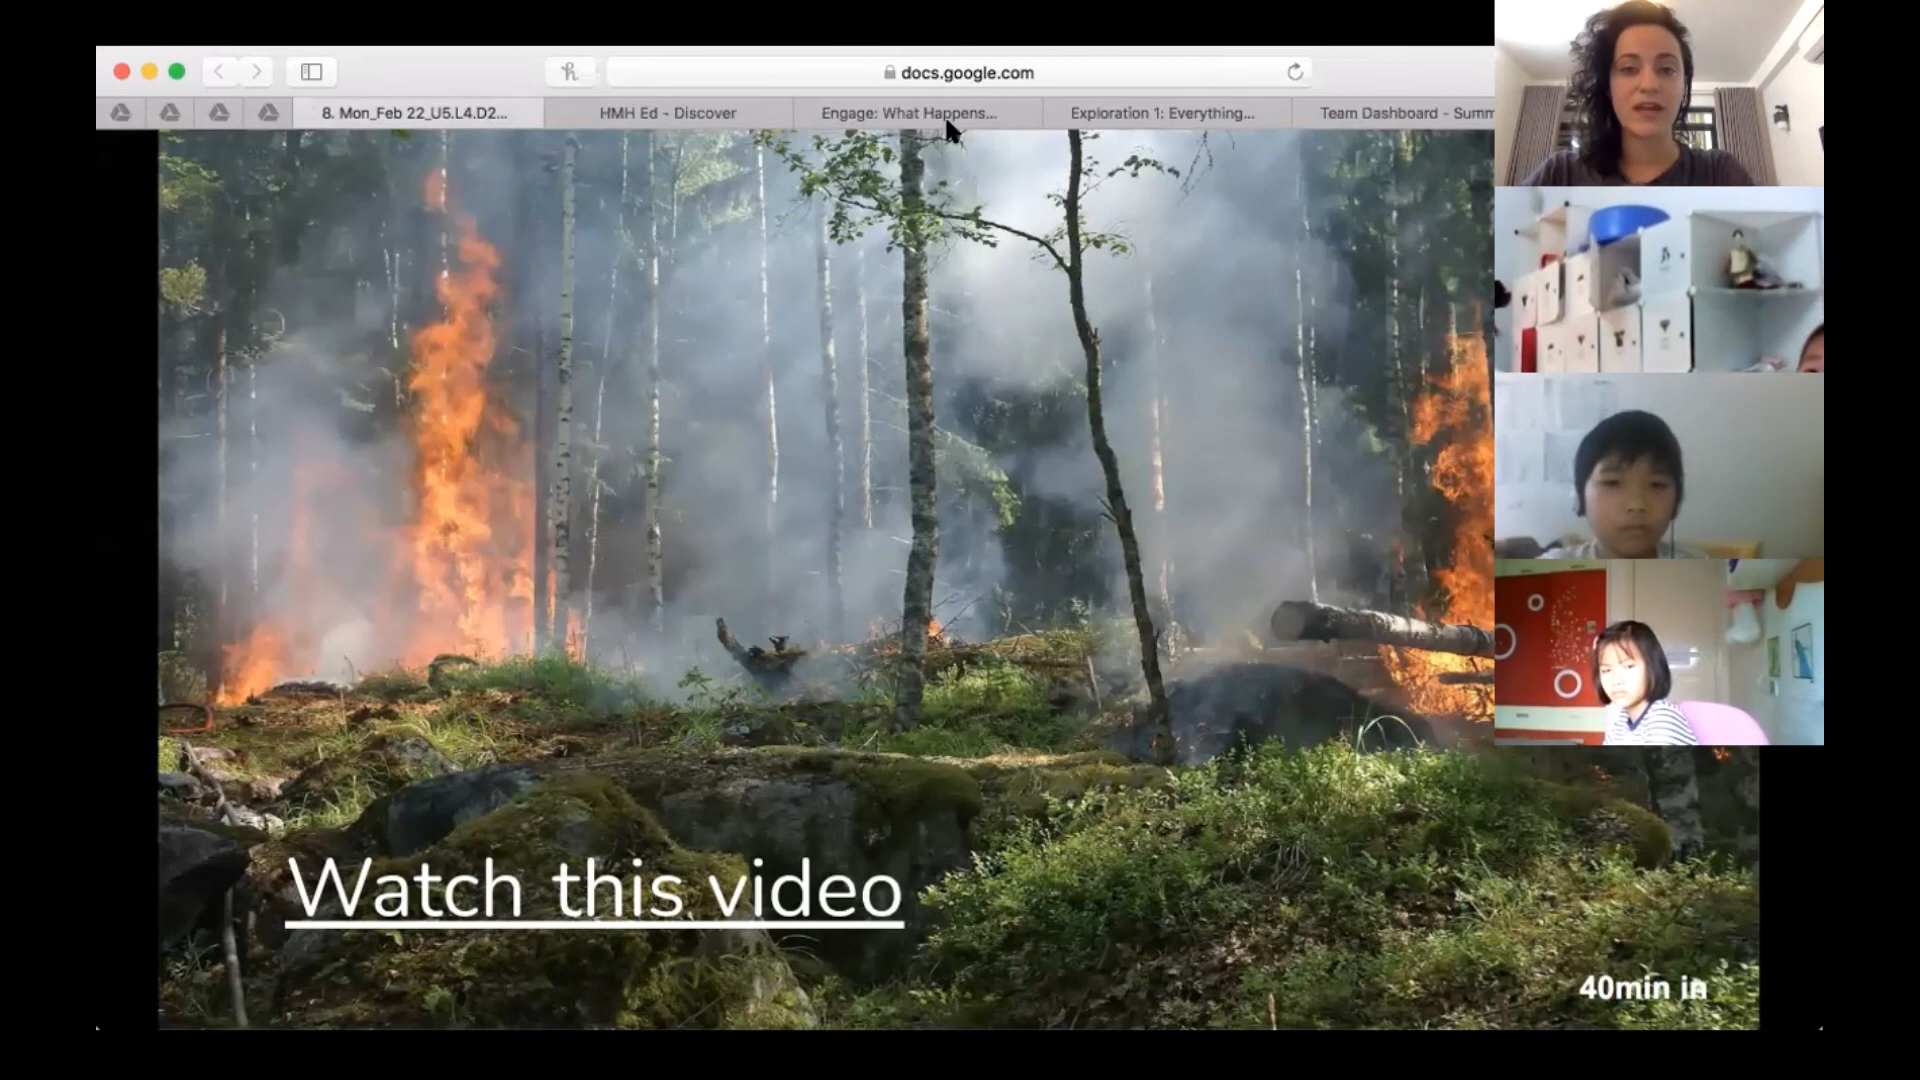 docs.google.com
8. Mon_Feb 22_U5.L4.D2...
HMH Ed - Discover
Engage: What Happens...
Exploration 1: Everything...
Team Dashboard - Summ
Watch this video
40min in